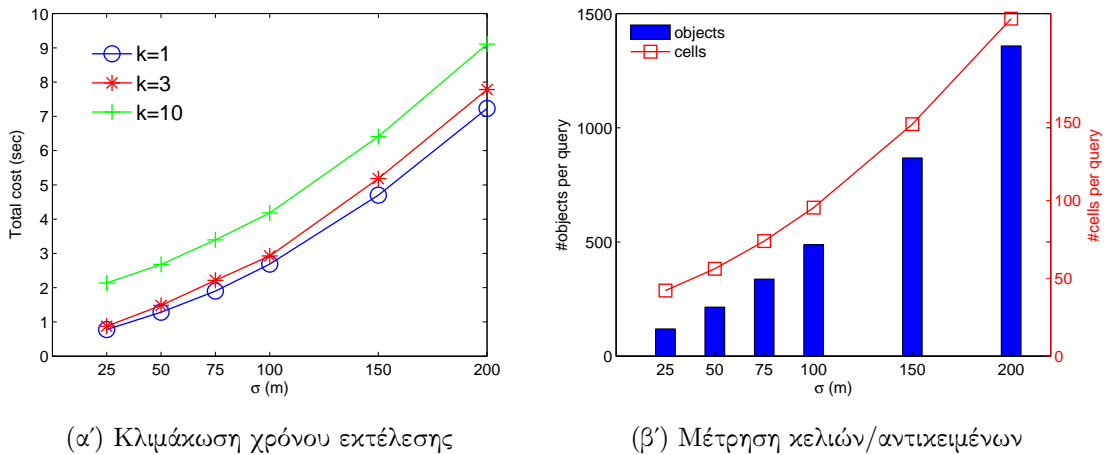 10
9
8
7
6
5
4
3
2
1
0
Total cost (sec)
k=1
k=3
k=10
25 50 75 100 150 200
σ (m)
(αʹ) Κλιμάκωση χρόνου εκτέλεσης
1500
1000
500
0
#objects per query
objects
cells
150
100
50
0
#cells per query
25 50 75 100 150 200
σ (m)
(βʹ) Μέτρηση κελιών/αντικειμένων